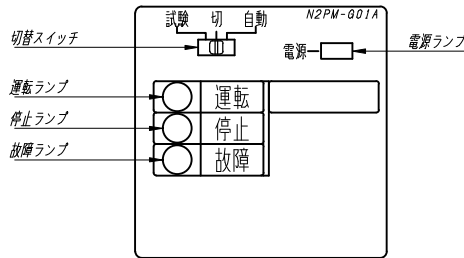 試験 切 自動 N2PM-G01A
切替スイッチ
電源 電源ランプ
運転ランプ 運転
停止ランプ 停止
故障ランプ 故障